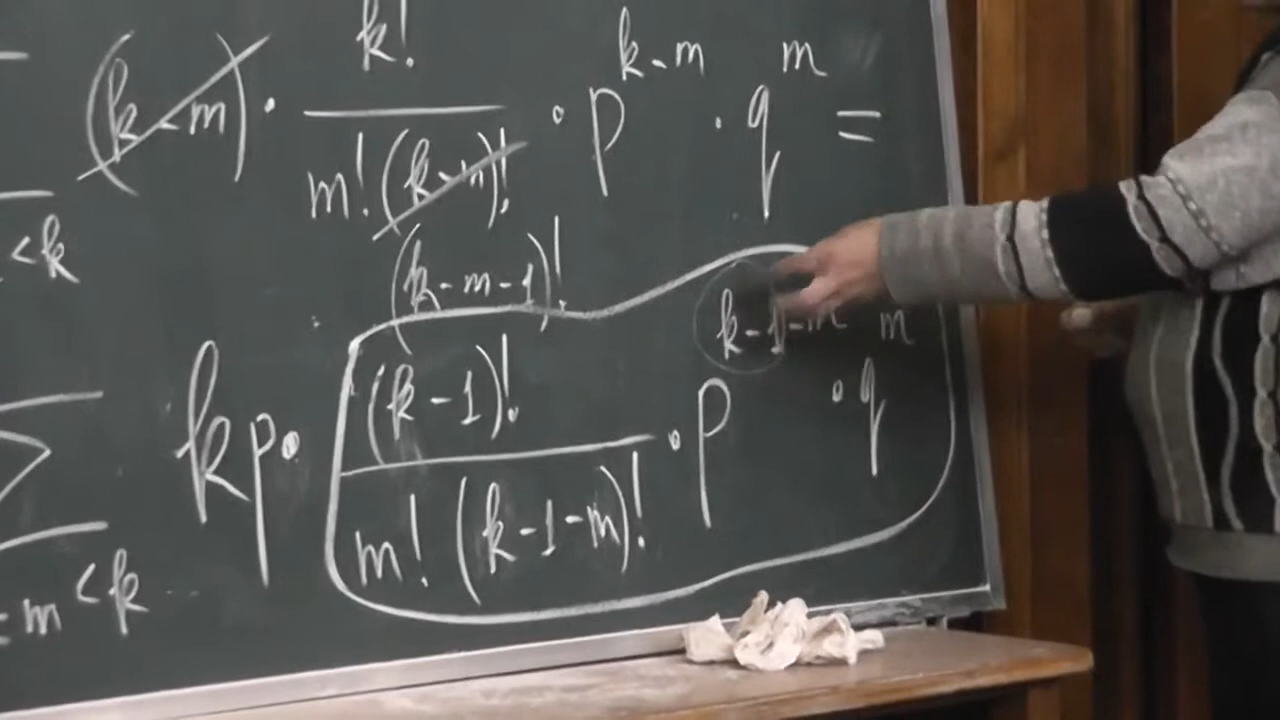 (k-m) · k! / m!(k-m)! · p^{k-m} · q^m =
<k
(k-m-1)!
∑ kp · (k-1)! / m!(k-1-m)! · p^{k-1-m} · q^m
=m<k